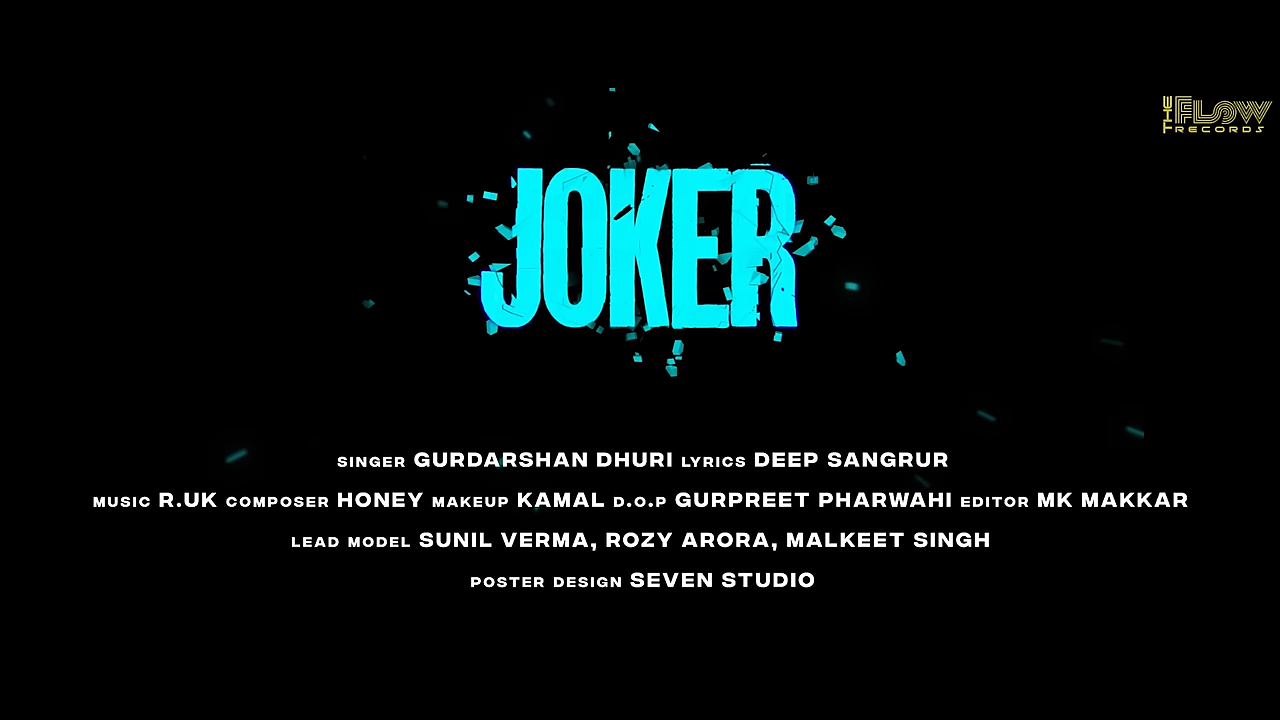 THE FLOW RECORDS
JOKER
SINGER GURDARSHAN DHURI LYRICS DEEP SANGRUR
MUSIC R.UK COMPOSER HONEY MAKEUP KAMAL D.O.P GURPREET PHARWAHI EDITOR MK MAKKAR
LEAD MODEL SUNIL VERMA, ROZY ARORA, MALKEET SINGH
POSTER DESIGN SEVEN STUDIO